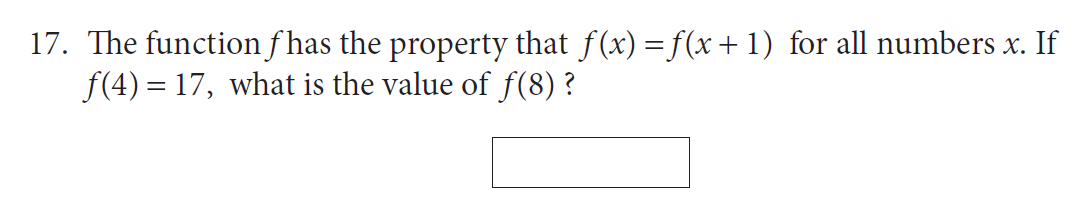 17. The function f has the property that f(x) = f(x + 1) for all numbers x. If
f(4) = 17, what is the value of f(8) ?